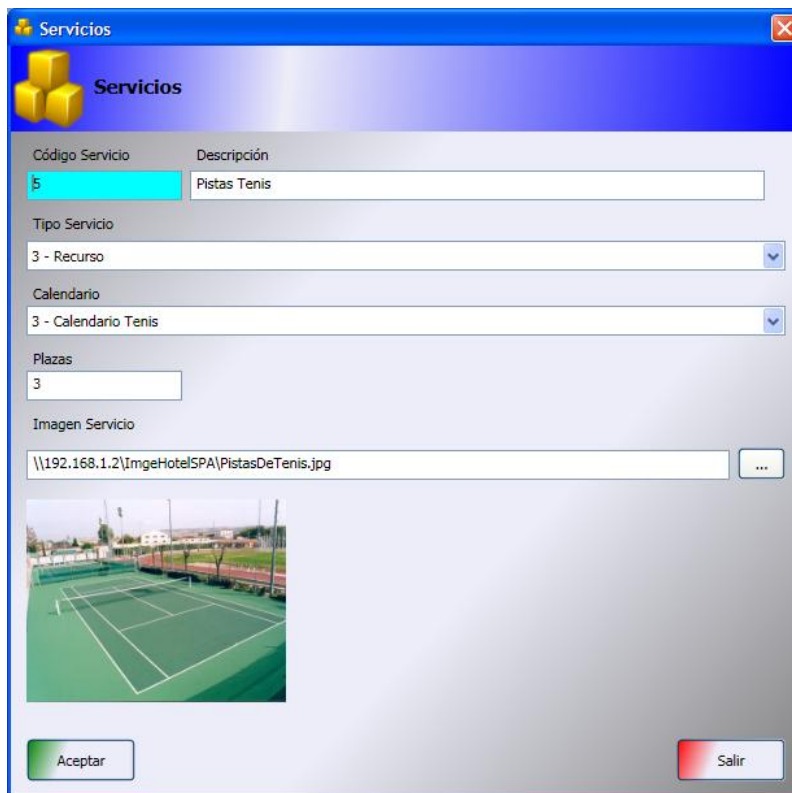 Servicios
Servicios
Código Servicio Descripción
5 Pistas Tenis
Tipo Servicio
3 - Recurso
Calendario
3 - Calendario Tenis
Plazas
3
Imagen Servicio
\\192.168.1.2\ImgeHotelSPA\PistasDeTenis.jpg ...
Aceptar Salir